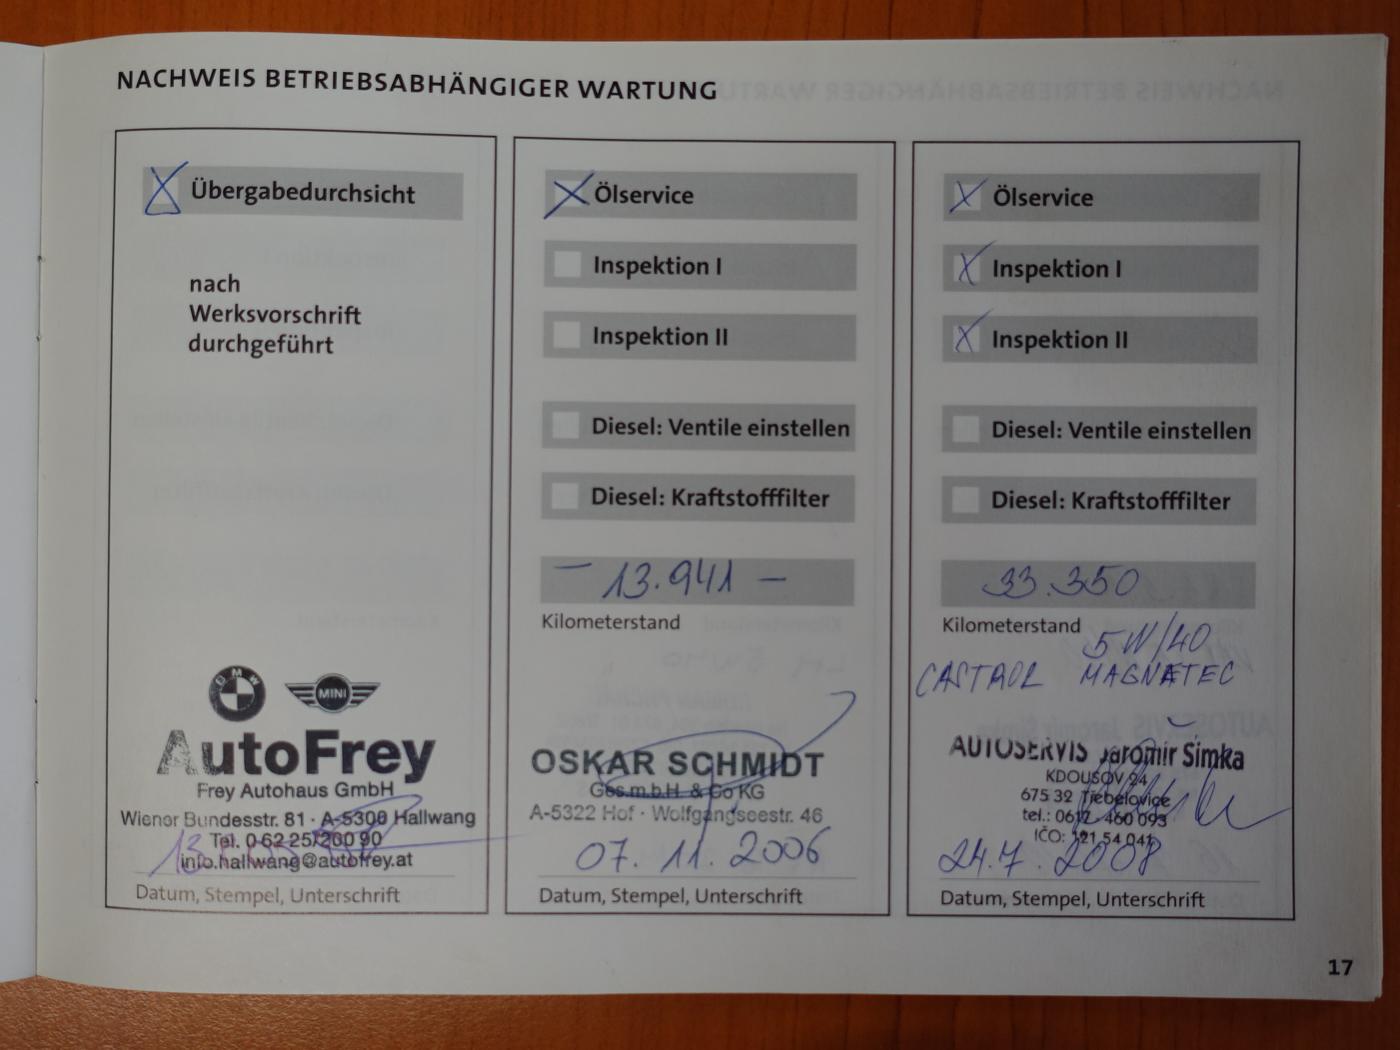 NACHWEIS BETRIEBSABHÄNGIGER WARTUNG
Übergabedurchsicht
nach
Werksvorschrift
durchgeführt
BMW
MINI
AutoFrey
Frey Autohaus GmbH
Wiener Bundesstr. 81 · A-5300 Hallwang
Tel. 0 62 25/260 90
info.hallwang@autofrey.at
Datum, Stempel, Unterschrift
Ölservice
Inspektion I
Inspektion II
Diesel: Ventile einstellen
Diesel: Kraftstofffilter
— 13.941 —
Kilometerstand
OSKAR SCHMIDT
Ges.m.b.H. & Co KG
A-5322 Hof · Wolfgangseestr. 46
07. 11. 2006
Datum, Stempel, Unterschrift
Ölservice
Inspektion I
Inspektion II
Diesel: Ventile einstellen
Diesel: Kraftstofffilter
33.350
Kilometerstand
5W/40
CASTROL MAGNATEC
AUTOSERVIS Jaromír Šimka
KDOUSOV 24
675 32 Třebelovice
tel.: 0612 - 460 093
IČO: 121 54 041
24.7.2008
Datum, Stempel, Unterschrift
17